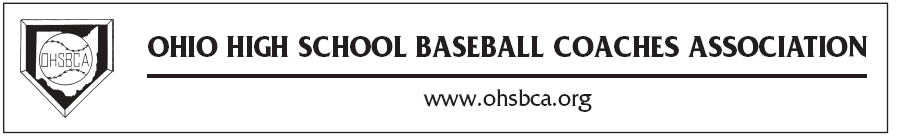 OHSBCA
OHIO HIGH SCHOOL BASEBALL COACHES ASSOCIATION
www.ohsbca.org